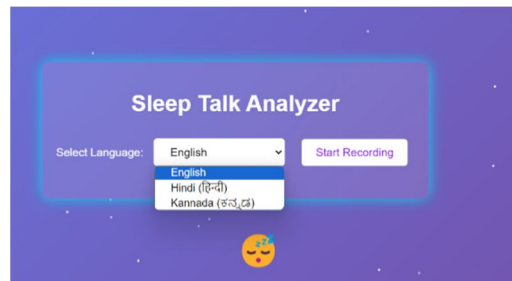 Sleep Talk Analyzer
Select Language: English Start Recording
English
Hindi (हिन्दी)
Kannada (ಕನ್ನಡ)